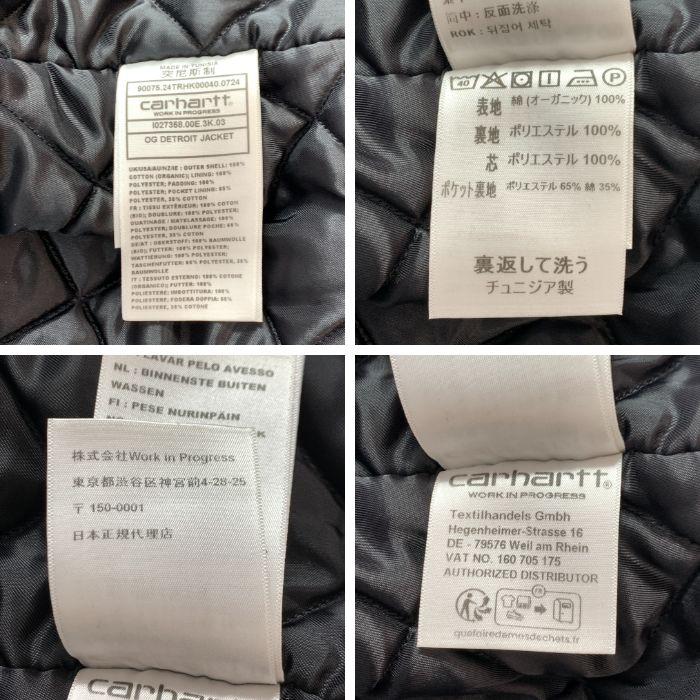 MADE IN TUNISIA
突尼斯制
90075.24TRHK00040.0724
carhartt®
WORK IN PROGRESS
I027358.00E.3K.03
OG DETROIT JACKET
UK/USA/AUNZ/IE : OUTER SHELL: 100%
COTTON (ORGANIC); LINING: 100%
POLYESTER; PADDING: 100%
POLYESTER; POCKET LINING: 65%
POLYESTER, 35% COTTON
FR : TISSU EXTÉRIEUR: 100% COTON
(BIO); DOUBLURE: 100% POLYESTER;
OUATINAGE / MATELASSAGE: 100%
POLYESTER; DOUBLURE POCHE: 65%
POLYESTER, 35% COTON
DE/AT : OBERSTOFF: 100% BAUMWOLLE
(BIO); FUTTER: 100% POLYESTER;
WATTIERUNG: 100% POLYESTER;
TASCHENFUTTER: 65% POLYESTER, 35%
BAUMWOLLE
IT : TESSUTO ESTERNO: 100% COTONE
(ORGANICO); FODERA: 100%
POLIESTERE; IMBOTTITURA: 100%
POLIESTERE; FODERA DOPPIA: 65%
POLIESTERE, 35% COTONE
简中: 反面洗涤
ROK : 뒤집어 세탁
40
P
表地 綿 (オーガニック) 100%
裏地 ポリエステル 100%
芯 ポリエステル 100%
ポケット裏地 ポリエステル 65% 綿 35%
裏返して洗う
チュニジア製
LAVAR PELO AVESSO
NL : BINNENSTE BUITEN
WASSEN
FI : PESE NURINPÄIN
株式会社Work in Progress
東京都渋谷区神宮前4-28-25
〒 150-0001
日本正規代理店
carhartt
carhartt®
WORK IN PROGRESS
Textilhandels Gmbh
Hegenheimer-Strasse 16
DE - 79576 Weil am Rhein
VAT NO. 160 705 175
AUTHORIZED DISTRIBUTOR
FR
quefairedemesdechets.fr